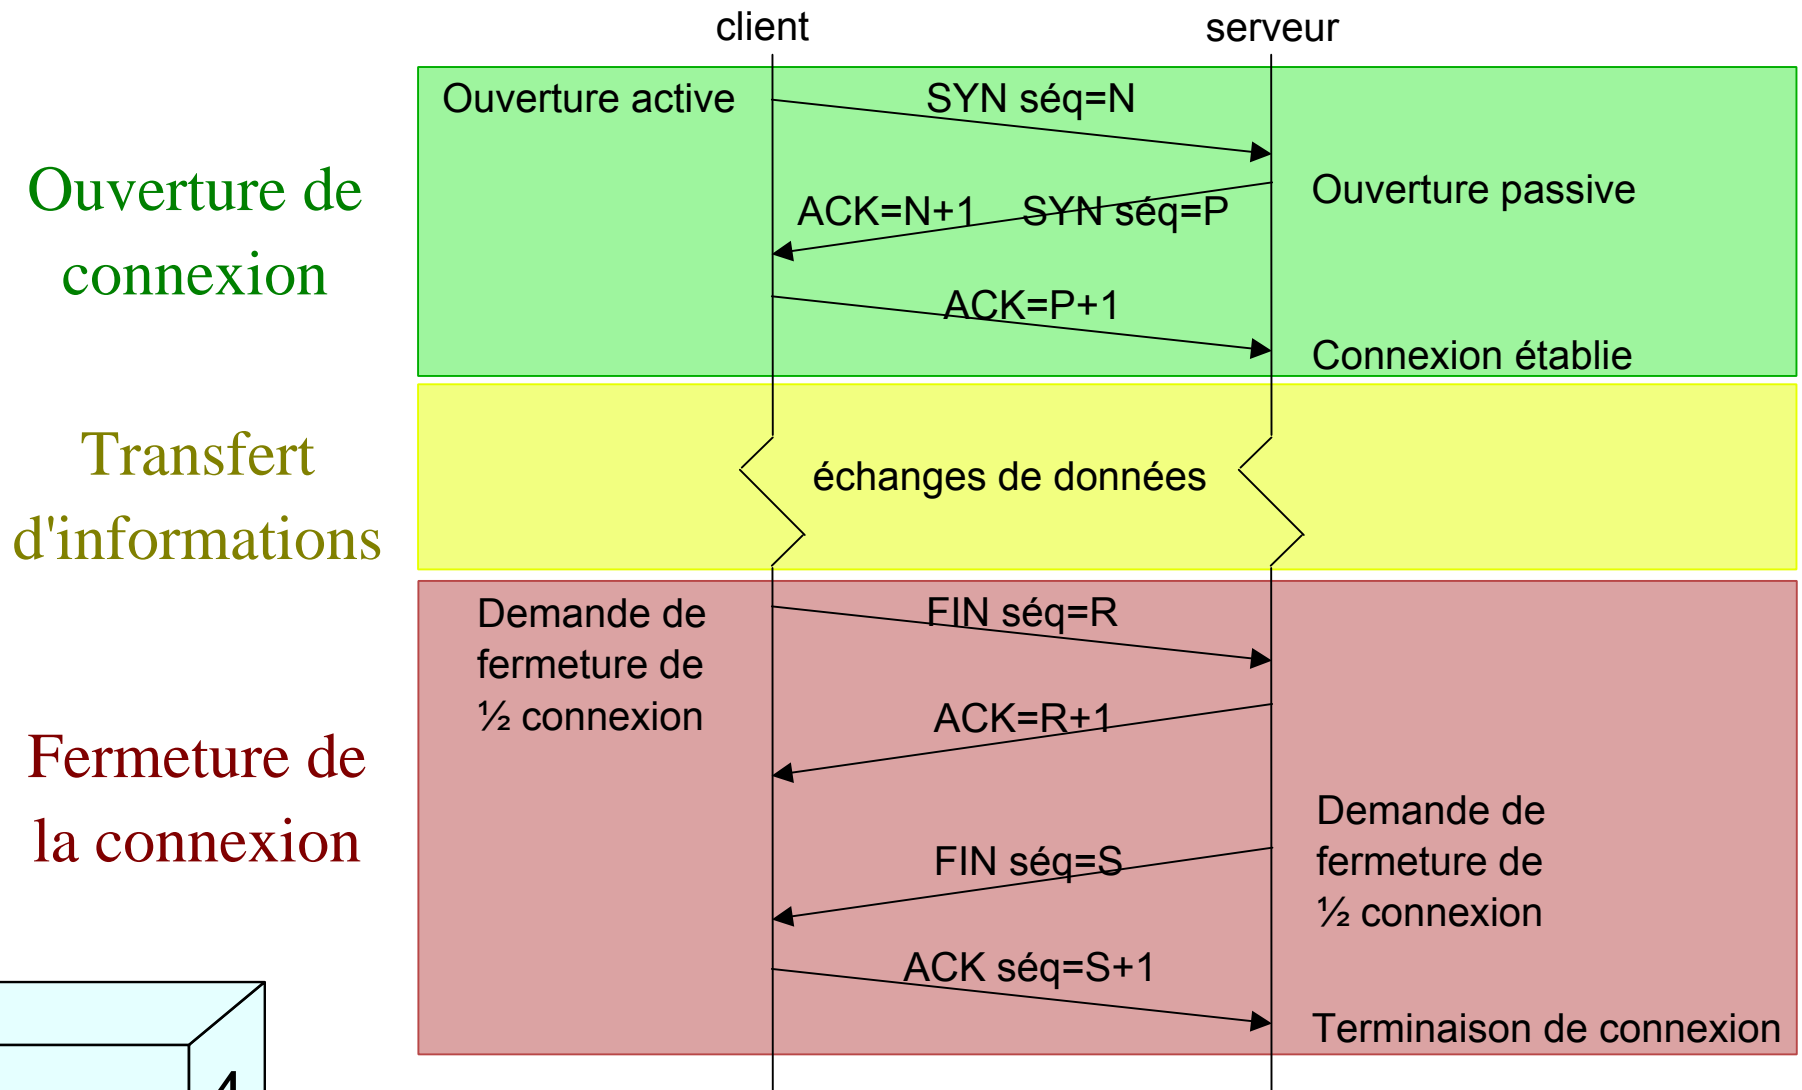 client
serveur
Ouverture active
SYN séq=N
Ouverture de
connexion
Ouverture passive
ACK=N+1
SYN séq=P
ACK=P+1
Connexion établie
Transfert
d'informations
échanges de données
Demande de
fermeture de
½ connexion
FIN séq=R
ACK=R+1
Fermeture de
la connexion
Demande de
fermeture de
½ connexion
FIN séq=S
ACK séq=S+1
Terminaison de connexion
4